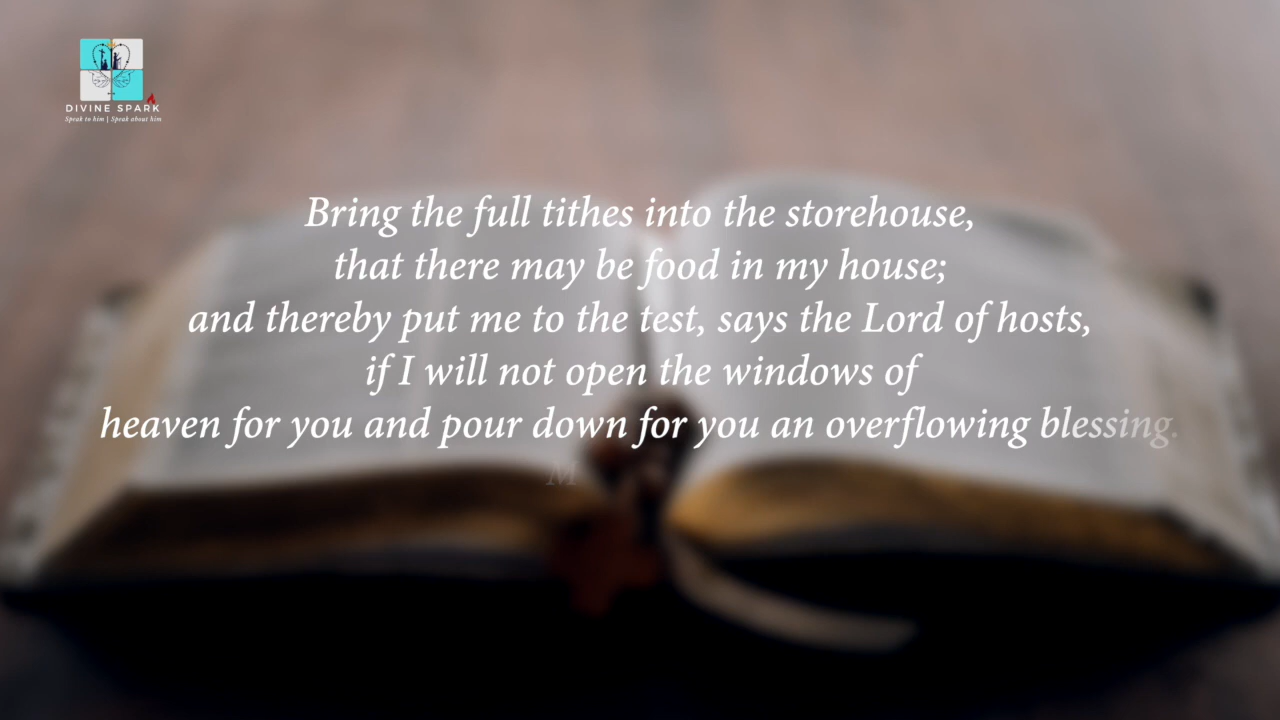 DIVINE SPARK
Speak to him | Speak about him
Bring the full tithes into the storehouse,
that there may be food in my house;
and thereby put me to the test, says the Lord of hosts,
if I will not open the windows of
heaven for you and pour down for you an overflowing blessing.
M